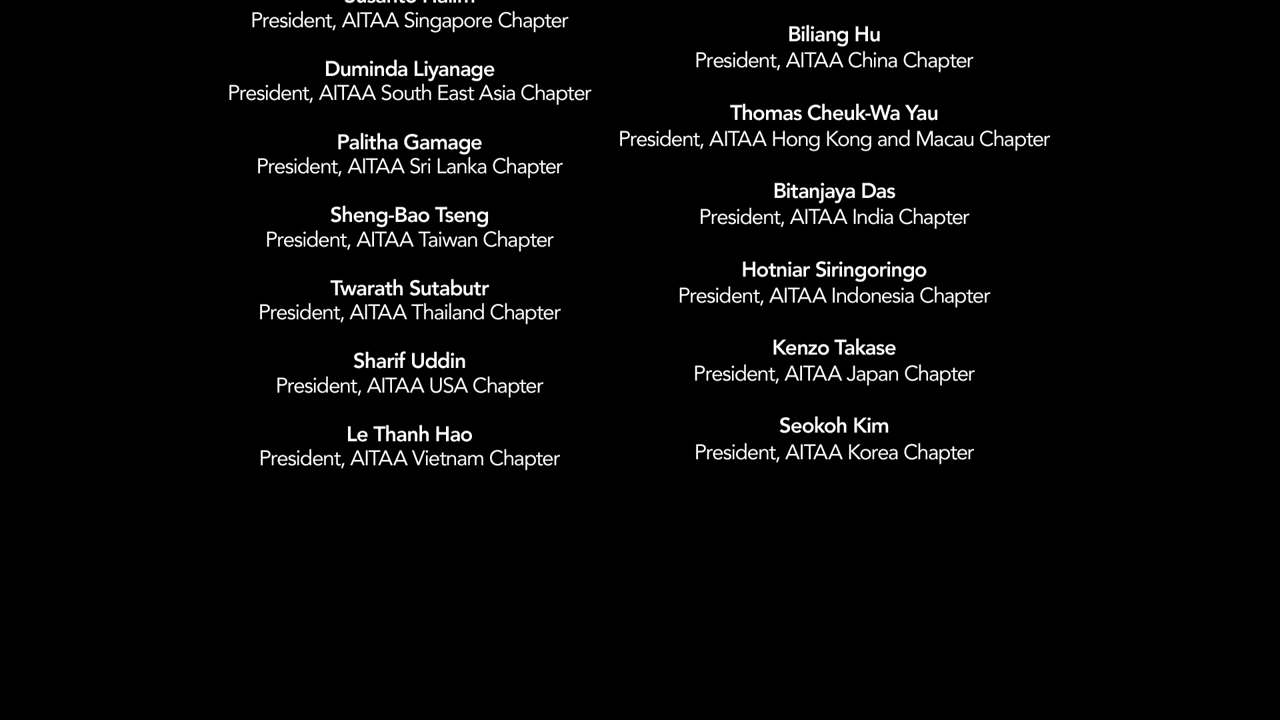 President, AITAA Singapore Chapter
Duminda Liyanage
President, AITAA South East Asia Chapter
Palitha Gamage
President, AITAA Sri Lanka Chapter
Sheng-Bao Tseng
President, AITAA Taiwan Chapter
Twarath Sutabutr
President, AITAA Thailand Chapter
Sharif Uddin
President, AITAA USA Chapter
Le Thanh Hao
President, AITAA Vietnam Chapter
Biliang Hu
President, AITAA China Chapter
Thomas Cheuk-Wa Yau
President, AITAA Hong Kong and Macau Chapter
Bitanjaya Das
President, AITAA India Chapter
Hotniar Siringoringo
President, AITAA Indonesia Chapter
Kenzo Takase
President, AITAA Japan Chapter
Seokoh Kim
President, AITAA Korea Chapter